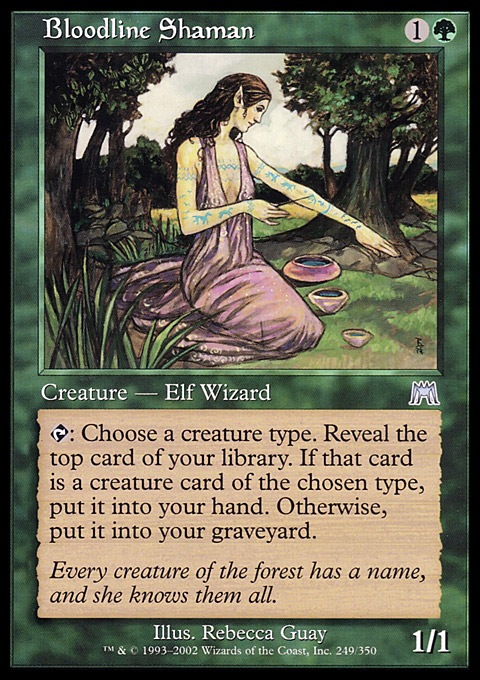 Bloodline Shaman 1
Creature — Elf Wizard
: Choose a creature type. Reveal the
top card of your library. If that card
is a creature card of the chosen type,
put it into your hand. Otherwise,
put it into your graveyard.
Every creature of the forest has a name,
and she knows them all.
Illus. Rebecca Guay
™ & © 1993–2002 Wizards of the Coast, Inc. 249/350
1/1